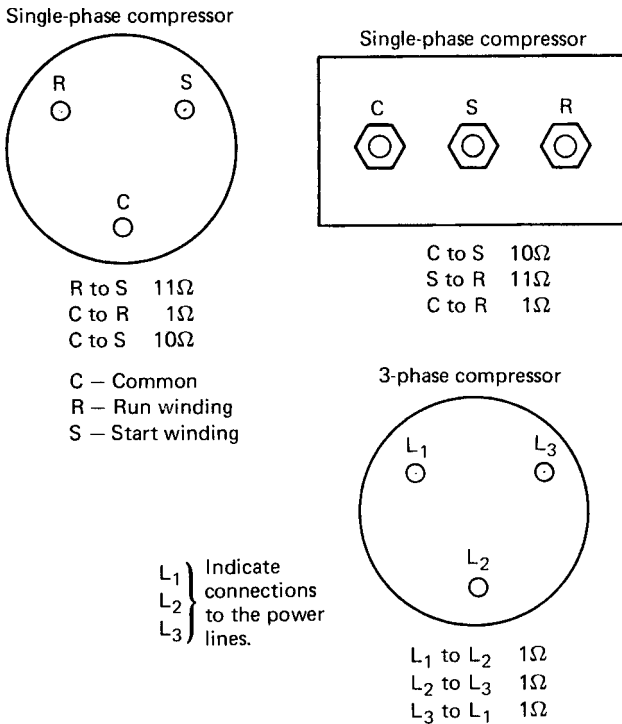 Single-phase compressor
R S
C
R to S 11Ω
C to R 1Ω
C to S 10Ω
C – Common
R – Run winding
S – Start winding
Single-phase compressor
C S R
C to S 10Ω
S to R 11Ω
C to R 1Ω
3-phase compressor
L1 L3
L2
L1 } Indicate
L2 connections
to the power
L3 lines.
L1 to L2 1Ω
L2 to L3 1Ω
L3 to L1 1Ω